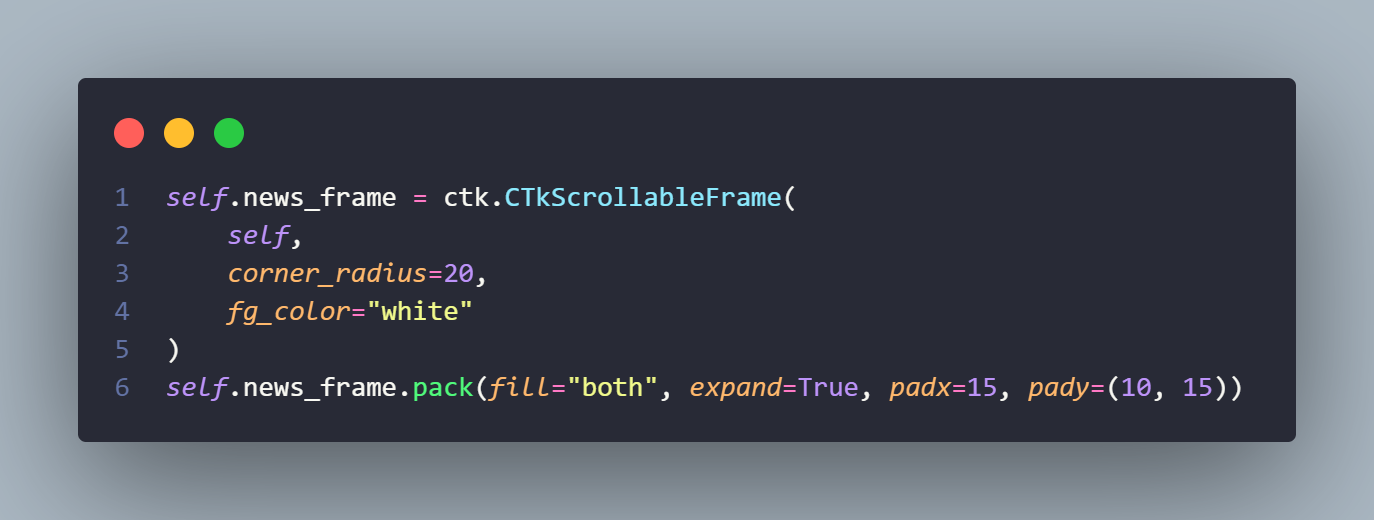 1 self.news_frame = ctk.CTkScrollableFrame(
2     self,
3     corner_radius=20,
4     fg_color="white"
5 )
6 self.news_frame.pack(fill="both", expand=True, padx=15, pady=(10, 15))